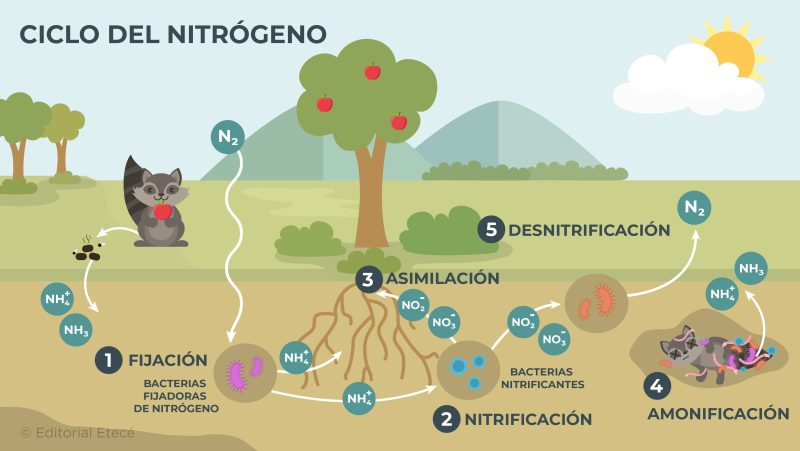 CICLO DEL NITRÓGENO
N₂
NH₄⁺
NH₃
1 FIJACIÓN
BACTERIAS
FIJADORAS
DE NITRÓGENO
NH₄⁺
NH₄⁺
3 ASIMILACIÓN
NO₂⁻
NO₃⁻
BACTERIAS
NITRIFICANTES
2 NITRIFICACIÓN
NO₂⁻
NO₃⁻
5 DESNITRIFICACIÓN
N₂
NH₃
NH₄⁺
4
AMONIFICACIÓN
© Editorial Etecé